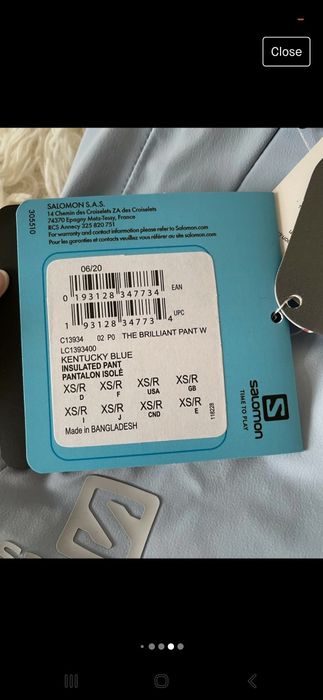 Close
305510
SALOMON S.A.S.
14 Chemin des Croiselets ZA des Croiselets
74370 Epagny Metz-Tessy, France
RCS Annecy 325 820 751
For warranty and contact information please refer to Salomon.com
Pour les garanties et contacts veuillez vous référer au site salomon.com
06/20
0 193128 347734 EAN
1 93128 34773 4 UPC
C13934 02 P0 THE BRILLIANT PANT W
LC1393400
KENTUCKY BLUE
INSULATED PANT
PANTALON ISOLÉ
XS/R XS/R XS/R XS/R
D F USA GB
XS/R XS/R XS/R XS/R
I J CND E
Made in BANGLADESH
118228
salomon
TIME TO PLAY